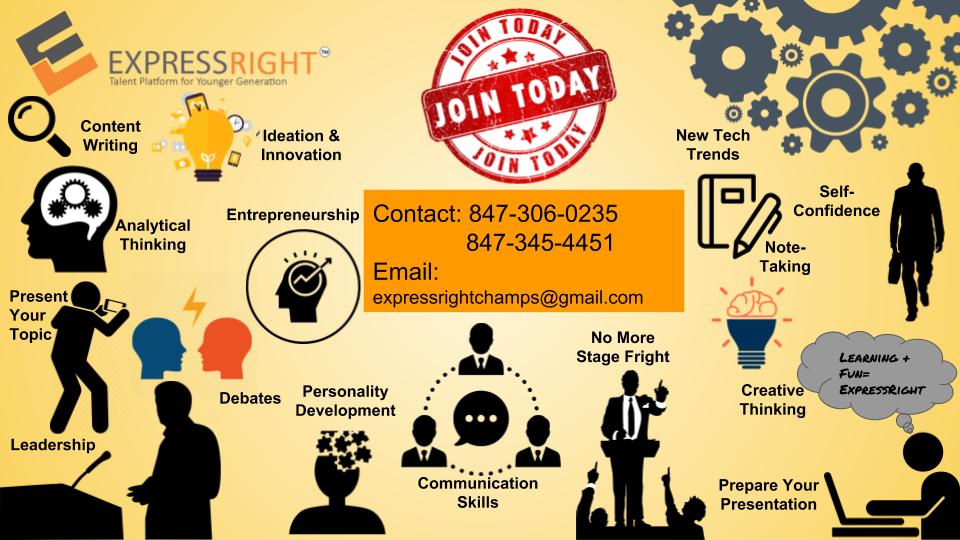 EXPRESSRIGHT™
Talent Platform for Younger Generation
JOIN TODAY
JOIN TODAY
JOIN TODAY
Content
Writing
Ideation &
Innovation
New Tech
Trends
Analytical
Thinking
Entrepreneurship
Contact: 847-306-0235
847-345-4451
Email:
expressrightchamps@gmail.com
Self-
Confidence
Note-
Taking
Present
Your
Topic
Debates
Personality
Development
No More
Stage Fright
Creative
Thinking
Learning +
Fun=
ExpressRight
Leadership
Communication
Skills
Prepare Your
Presentation